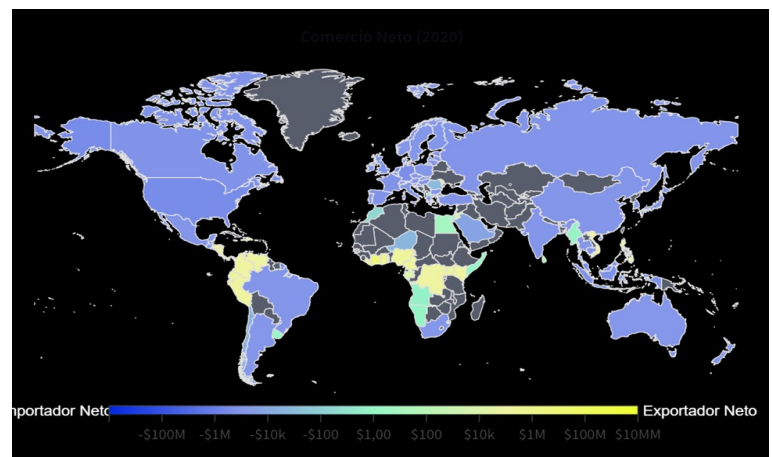 Comercio Neto (2020)
mportador Neto Exportador Neto
-$100M -$1M -$10k -$100 $1,00 $100 $10k $1M $100M $10MM